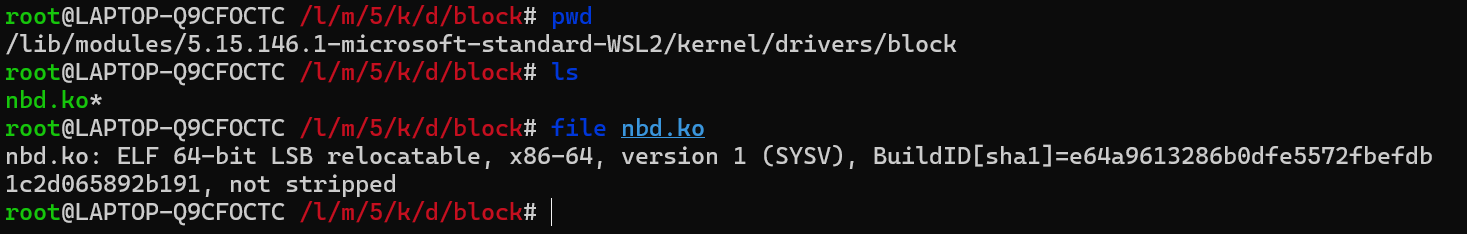 root@LAPTOP-Q9CFOCTC /l/m/5/k/d/block# pwd
/lib/modules/5.15.146.1-microsoft-standard-WSL2/kernel/drivers/block
root@LAPTOP-Q9CFOCTC /l/m/5/k/d/block# ls
nbd.ko*
root@LAPTOP-Q9CFOCTC /l/m/5/k/d/block# file nbd.ko
nbd.ko: ELF 64-bit LSB relocatable, x86-64, version 1 (SYSV), BuildID[sha1]=e64a9613286b0dfe5572fbefdb
1c2d065892b191, not stripped
root@LAPTOP-Q9CFOCTC /l/m/5/k/d/block#